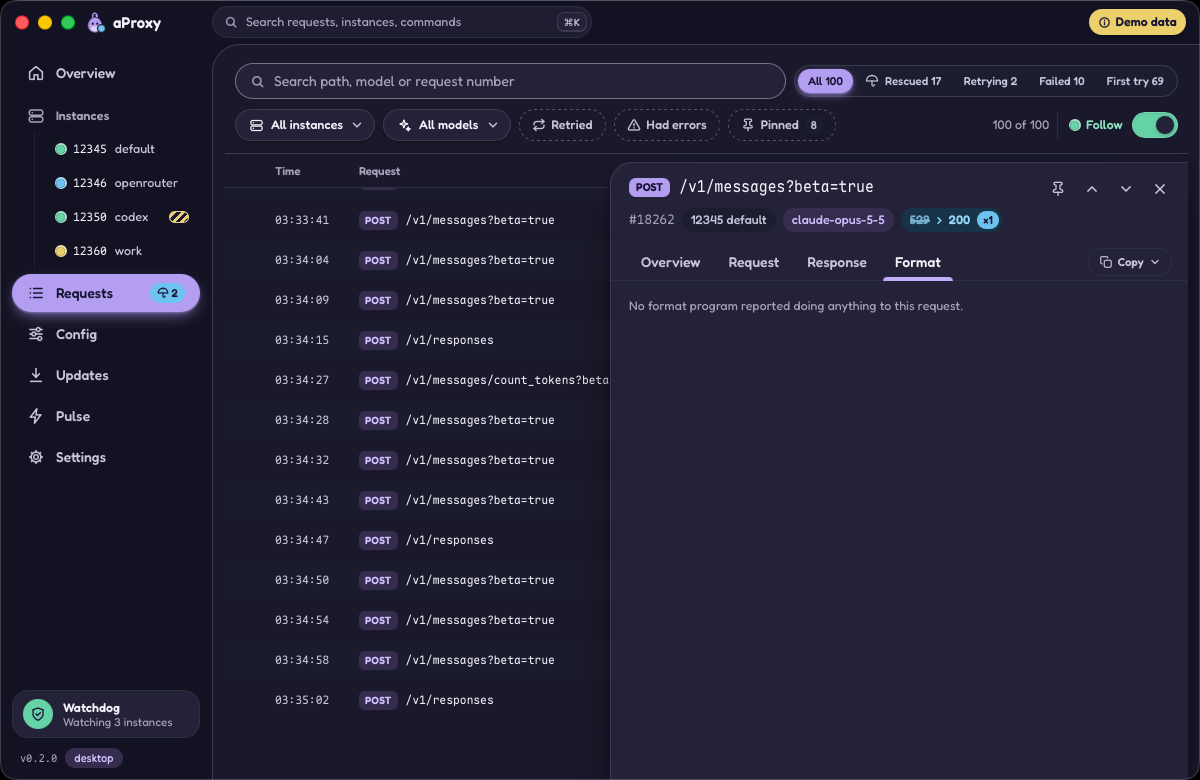 aProxy
Search requests, instances, commands
⌘K
Demo data
Overview
Instances
12345 default
12346 openrouter
12350 codex
12360 work
Requests 2
Config
Updates
Pulse
Settings
Watchdog
Watching 3 instances
v0.2.0 desktop
Search path, model or request number
All 100 Rescued 17 Retrying 2 Failed 10 First try 69
All instances All models Retried Had errors Pinned 8
100 of 100 Follow
Time Request
03:33:41 POST /v1/messages?beta=true
03:34:04 POST /v1/messages?beta=true
03:34:09 POST /v1/messages?beta=true
03:34:15 POST /v1/responses
03:34:27 POST /v1/messages/count_tokens?beta
03:34:28 POST /v1/messages?beta=true
03:34:32 POST /v1/messages?beta=true
03:34:43 POST /v1/messages?beta=true
03:34:47 POST /v1/responses
03:34:50 POST /v1/messages?beta=true
03:34:54 POST /v1/messages?beta=true
03:34:58 POST /v1/messages?beta=true
03:35:02 POST /v1/responses
POST /v1/messages?beta=true
#18262 12345 default claude-opus-5-5 529 > 200 x1
Overview Request Response Format
Copy
No format program reported doing anything to this request.